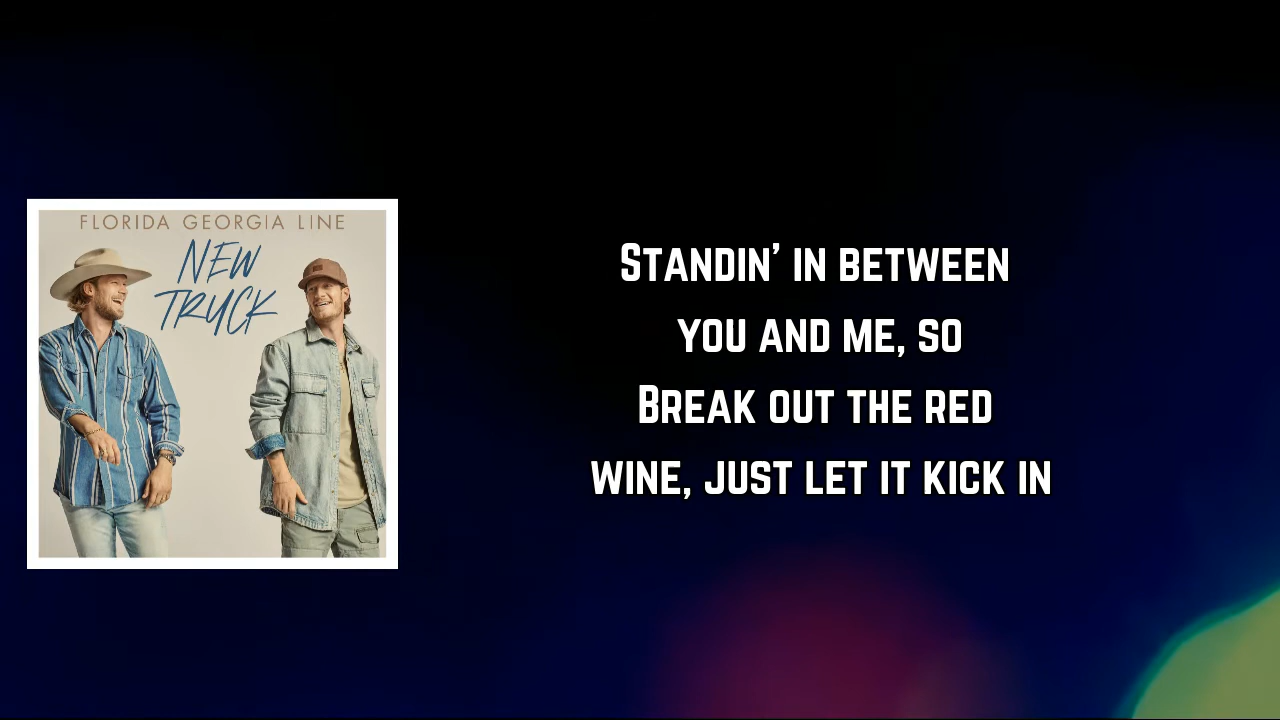 FLORIDA GEORGIA LINE
NEW
TRUCK
STANDIN' IN BETWEEN
YOU AND ME, SO
BREAK OUT THE RED
WINE, JUST LET IT KICK IN